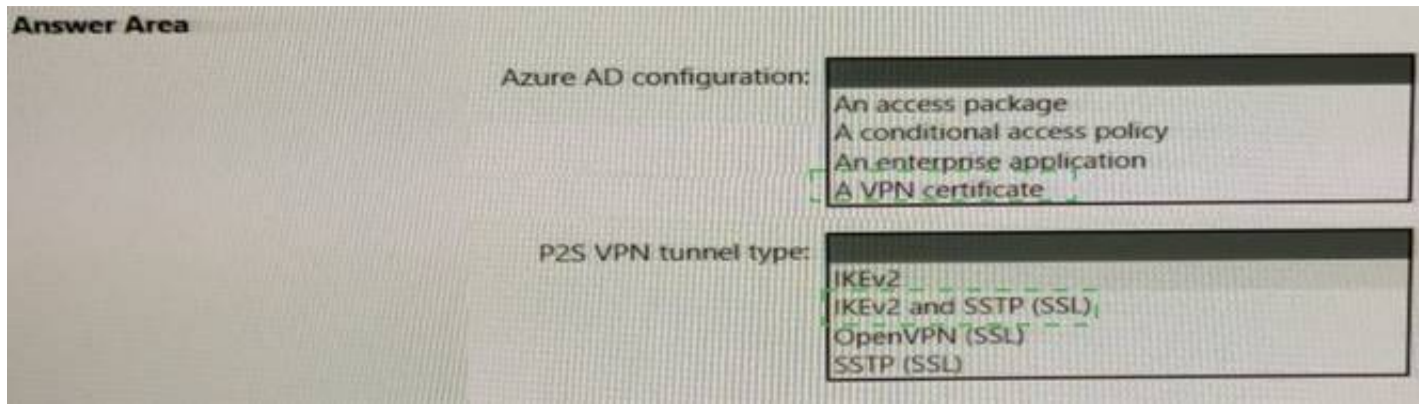 Answer Area
Azure AD configuration:
An access package
A conditional access policy
An enterprise application
A VPN certificate
P2S VPN tunnel type:
IKEv2
IKEv2 and SSTP (SSL)
OpenVPN (SSL)
SSTP (SSL)